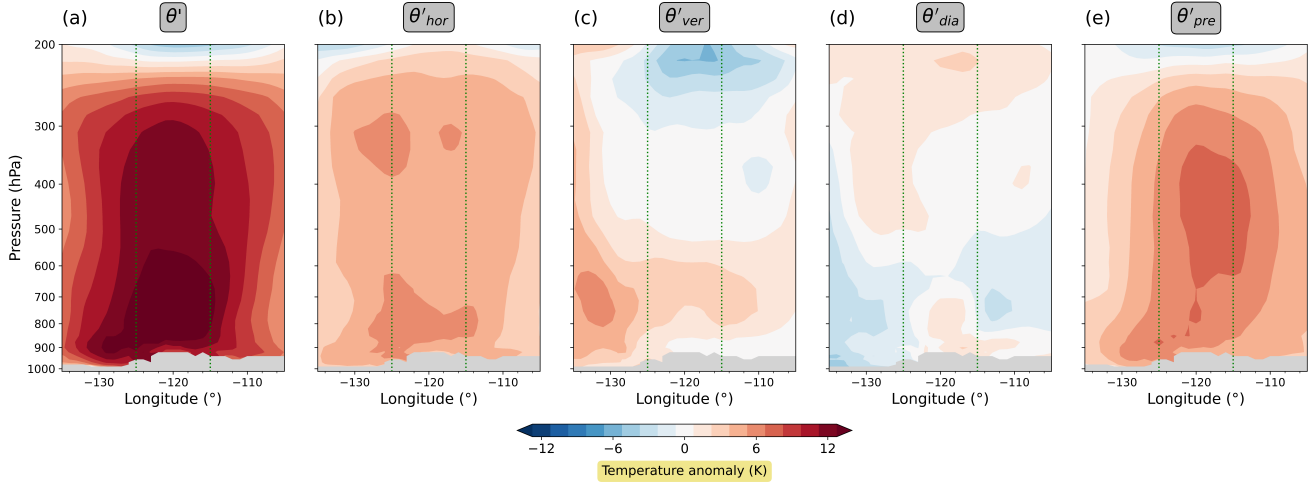 (a) θ' (b) θ′hor (c) θ′ver (d) θ′dia (e) θ′pre
200
300
400
500
600
700
800
900
1000
Pressure (hPa)
−130 −120 −110 −130 −120 −110 −130 −120 −110 −130 −120 −110 −130 −120 −110
Longitude (°) Longitude (°) Longitude (°) Longitude (°) Longitude (°)
−12 −6 0 6 12
Temperature anomaly (K)